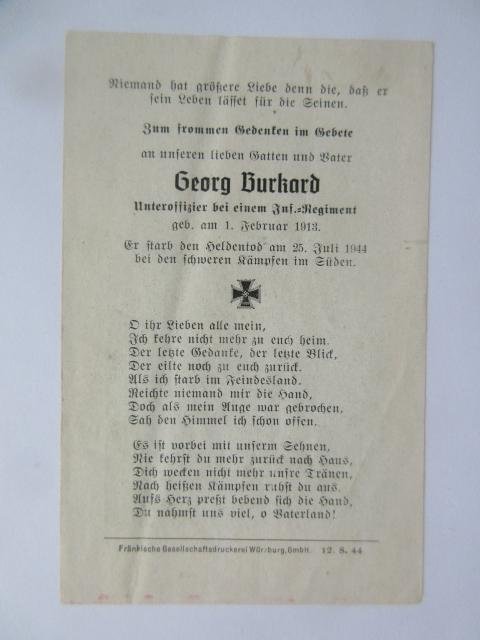 Niemand hat größere Liebe denn die, daß er
sein Leben lässet für die Seinen.
Zum frommen Gedenken im Gebete
an unseren lieben Gatten und Vater
Georg Burkard
Unteroffizier bei einem Inf.-Regiment
geb. am 1. Februar 1913.
Er starb den Heldentod am 25. Juli 1944
bei den schweren Kämpfen im Süden.
O ihr Lieben alle mein,
Ich kehre nicht mehr zu euch heim.
Der letzte Gedanke, der letzte Blick,
Der eilte noch zu euch zurück.
Als ich starb im Feindesland.
Reichte niemand mir die Hand,
Doch als mein Auge war gebrochen,
Sah den Himmel ich schon offen.
Es ist vorbei mit unserm Sehnen,
Nie kehrst du mehr zurück nach Haus,
Dich wecken nicht mehr unsre Tränen,
Nach heißen Kämpfen ruhst du aus.
Aufs Herz preßt bebend sich die Hand,
Du nahmst uns viel, o Vaterland!
Fränkische Gesellschaftsdruckerei Würzburg, GmbH. 12. 8. 44